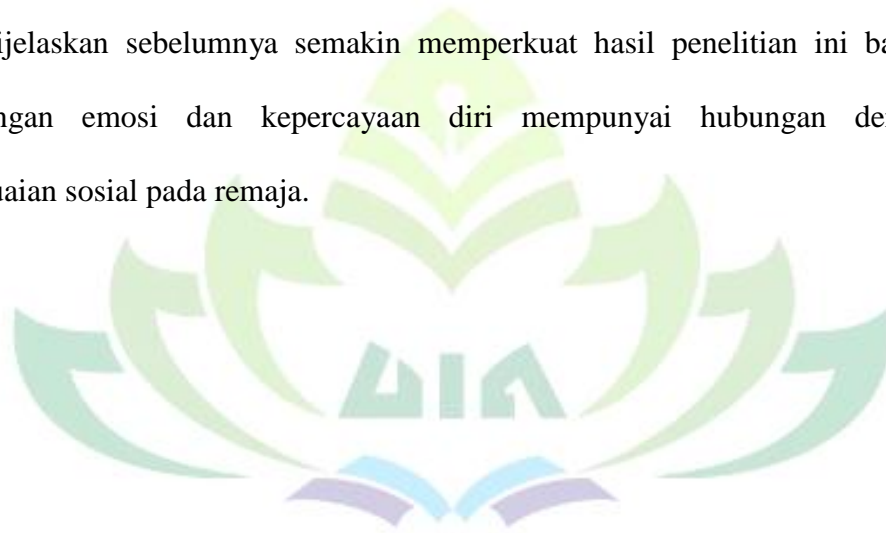 ijelaskan sebelumnya semakin memperkuat hasil penelitian ini ba
ngan emosi dan kepercayaan diri mempunyai hubungan de
uaian sosial pada remaja.
UIN